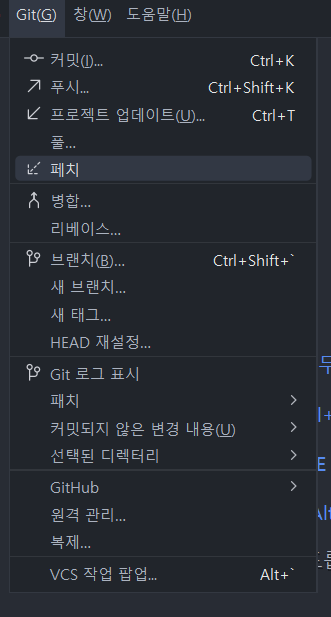 Git(G) 창(W) 도움말(H)
커밋(I)... Ctrl+K
푸시... Ctrl+Shift+K
프로젝트 업데이트(U)... Ctrl+T
풀...
페치
병합...
리베이스...
브랜치(B)... Ctrl+Shift+`
새 브랜치...
새 태그...
HEAD 재설정...
Git 로그 표시
패치
커밋되지 않은 변경 내용(U)
선택된 디렉터리
GitHub
원격 관리...
복제...
VCS 작업 팝업... Alt+`